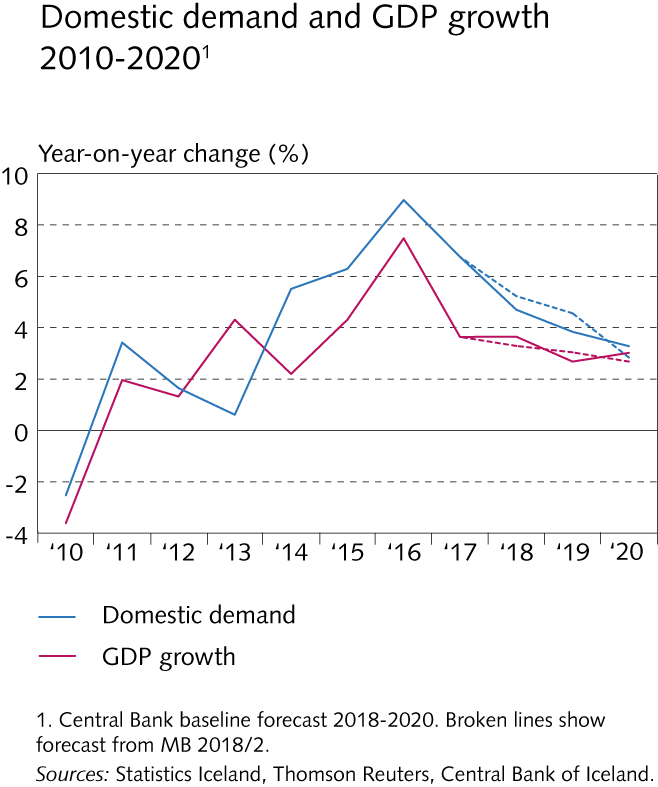 Domestic demand and GDP growth
2010-2020¹
Year-on-year change (%)
10
8
6
4
2
0
-2
-4
‘10 ‘11 ‘12 ‘13 ‘14 ‘15 ‘16 ‘17 ‘18 ‘19 ‘20
Domestic demand
GDP growth
1. Central Bank baseline forecast 2018-2020. Broken lines show
forecast from MB 2018/2.
Sources: Statistics Iceland, Thomson Reuters, Central Bank of Iceland.